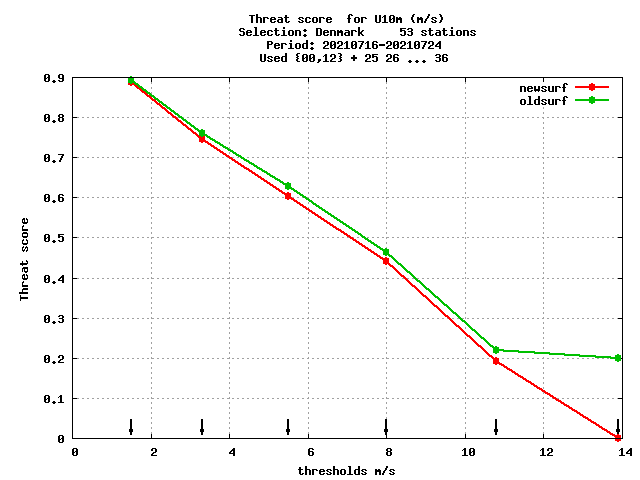 Threat score  for U10m (m/s)
Selection: Denmark     53 stations
Period: 20210716-20210724
Used {00,12} + 25 26 ... 36
newsurf
oldsurf
0.9
0.8
0.7
0.6
0.5
0.4
0.3
0.2
0.1
0
Threat score
0 2 4 6 8 10 12 14
thresholds m/s